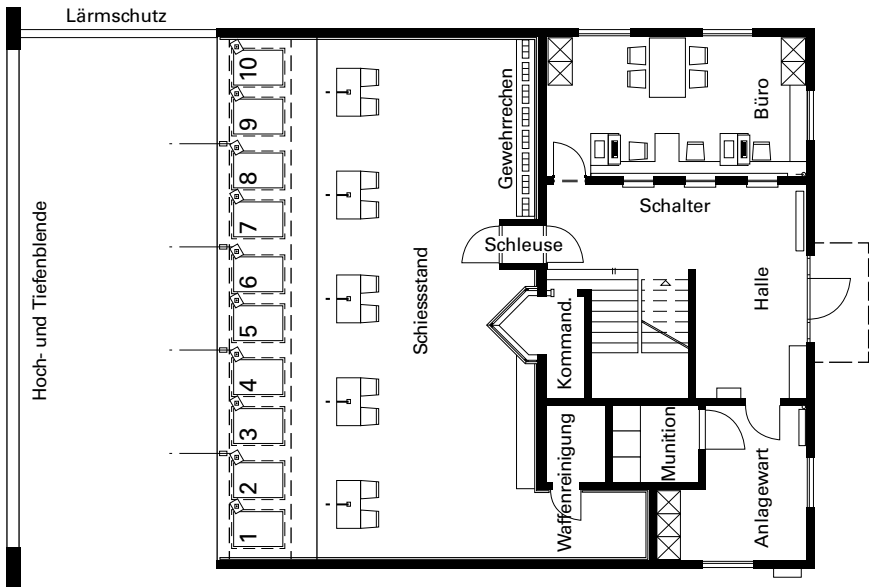 Lärmschutz
Hoch- und Tiefenblende
10
9
8
7
6
5
4
3
2
1
Schiessstand
Gewehrrechen
Büro
Schalter
Schleuse
Halle
Kommand.
Waffenreinigung
Munition
Anlagewart